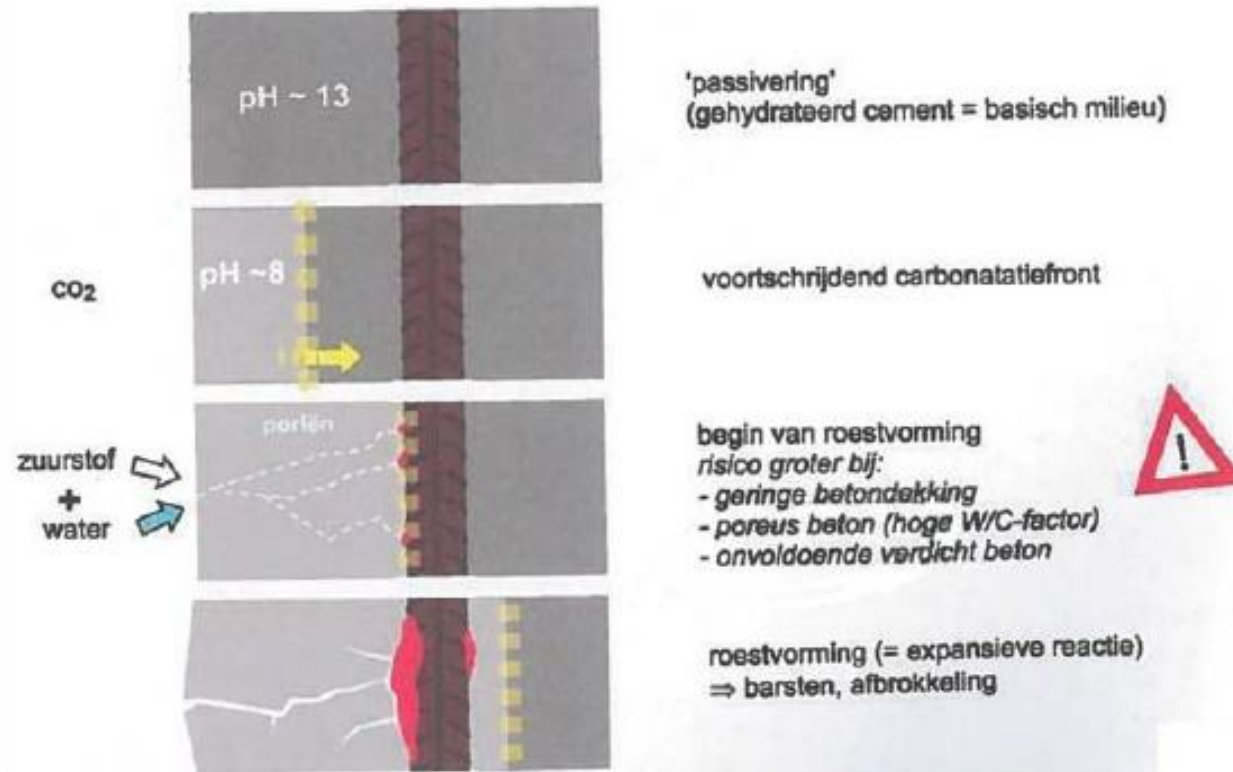 pH ~ 13
'passivering'
(gehydrateerd cement = basisch milieu)
CO₂
pH ~8
voortschrijdend carbonatatiefront
zuurstof
+
water
poriën
begin van roestvorming
risico groter bij:
- geringe betondekking
- poreus beton (hoge W/C-factor)
- onvoldoende verdicht beton
!
roestvorming (= expansieve reactie)
⇒ barsten, afbrokkeling